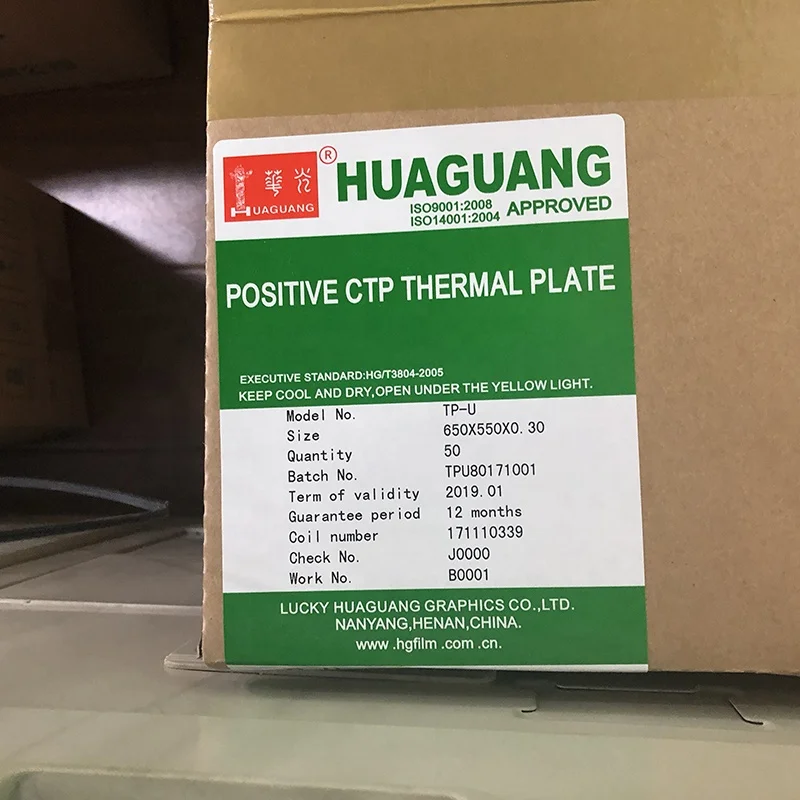 華光
HUAGUANG
®
HUAGUANG
ISO9001:2008
ISO14001:2004 APPROVED
POSITIVE CTP THERMAL PLATE
EXECUTIVE STANDARD:HG/T3804-2005
KEEP COOL AND DRY,OPEN UNDER THE YELLOW LIGHT.
Model No. TP-U
Size 650X550X0.30
Quantity 50
Batch No. TPU80171001
Term of validity 2019.01
Guarantee period 12 months
Coil number 171110339
Check No. J0000
Work No. B0001
LUCKY HUAGUANG GRAPHICS CO.,LTD.
NANYANG,HENAN,CHINA.
www.hgfilm.com.cn.